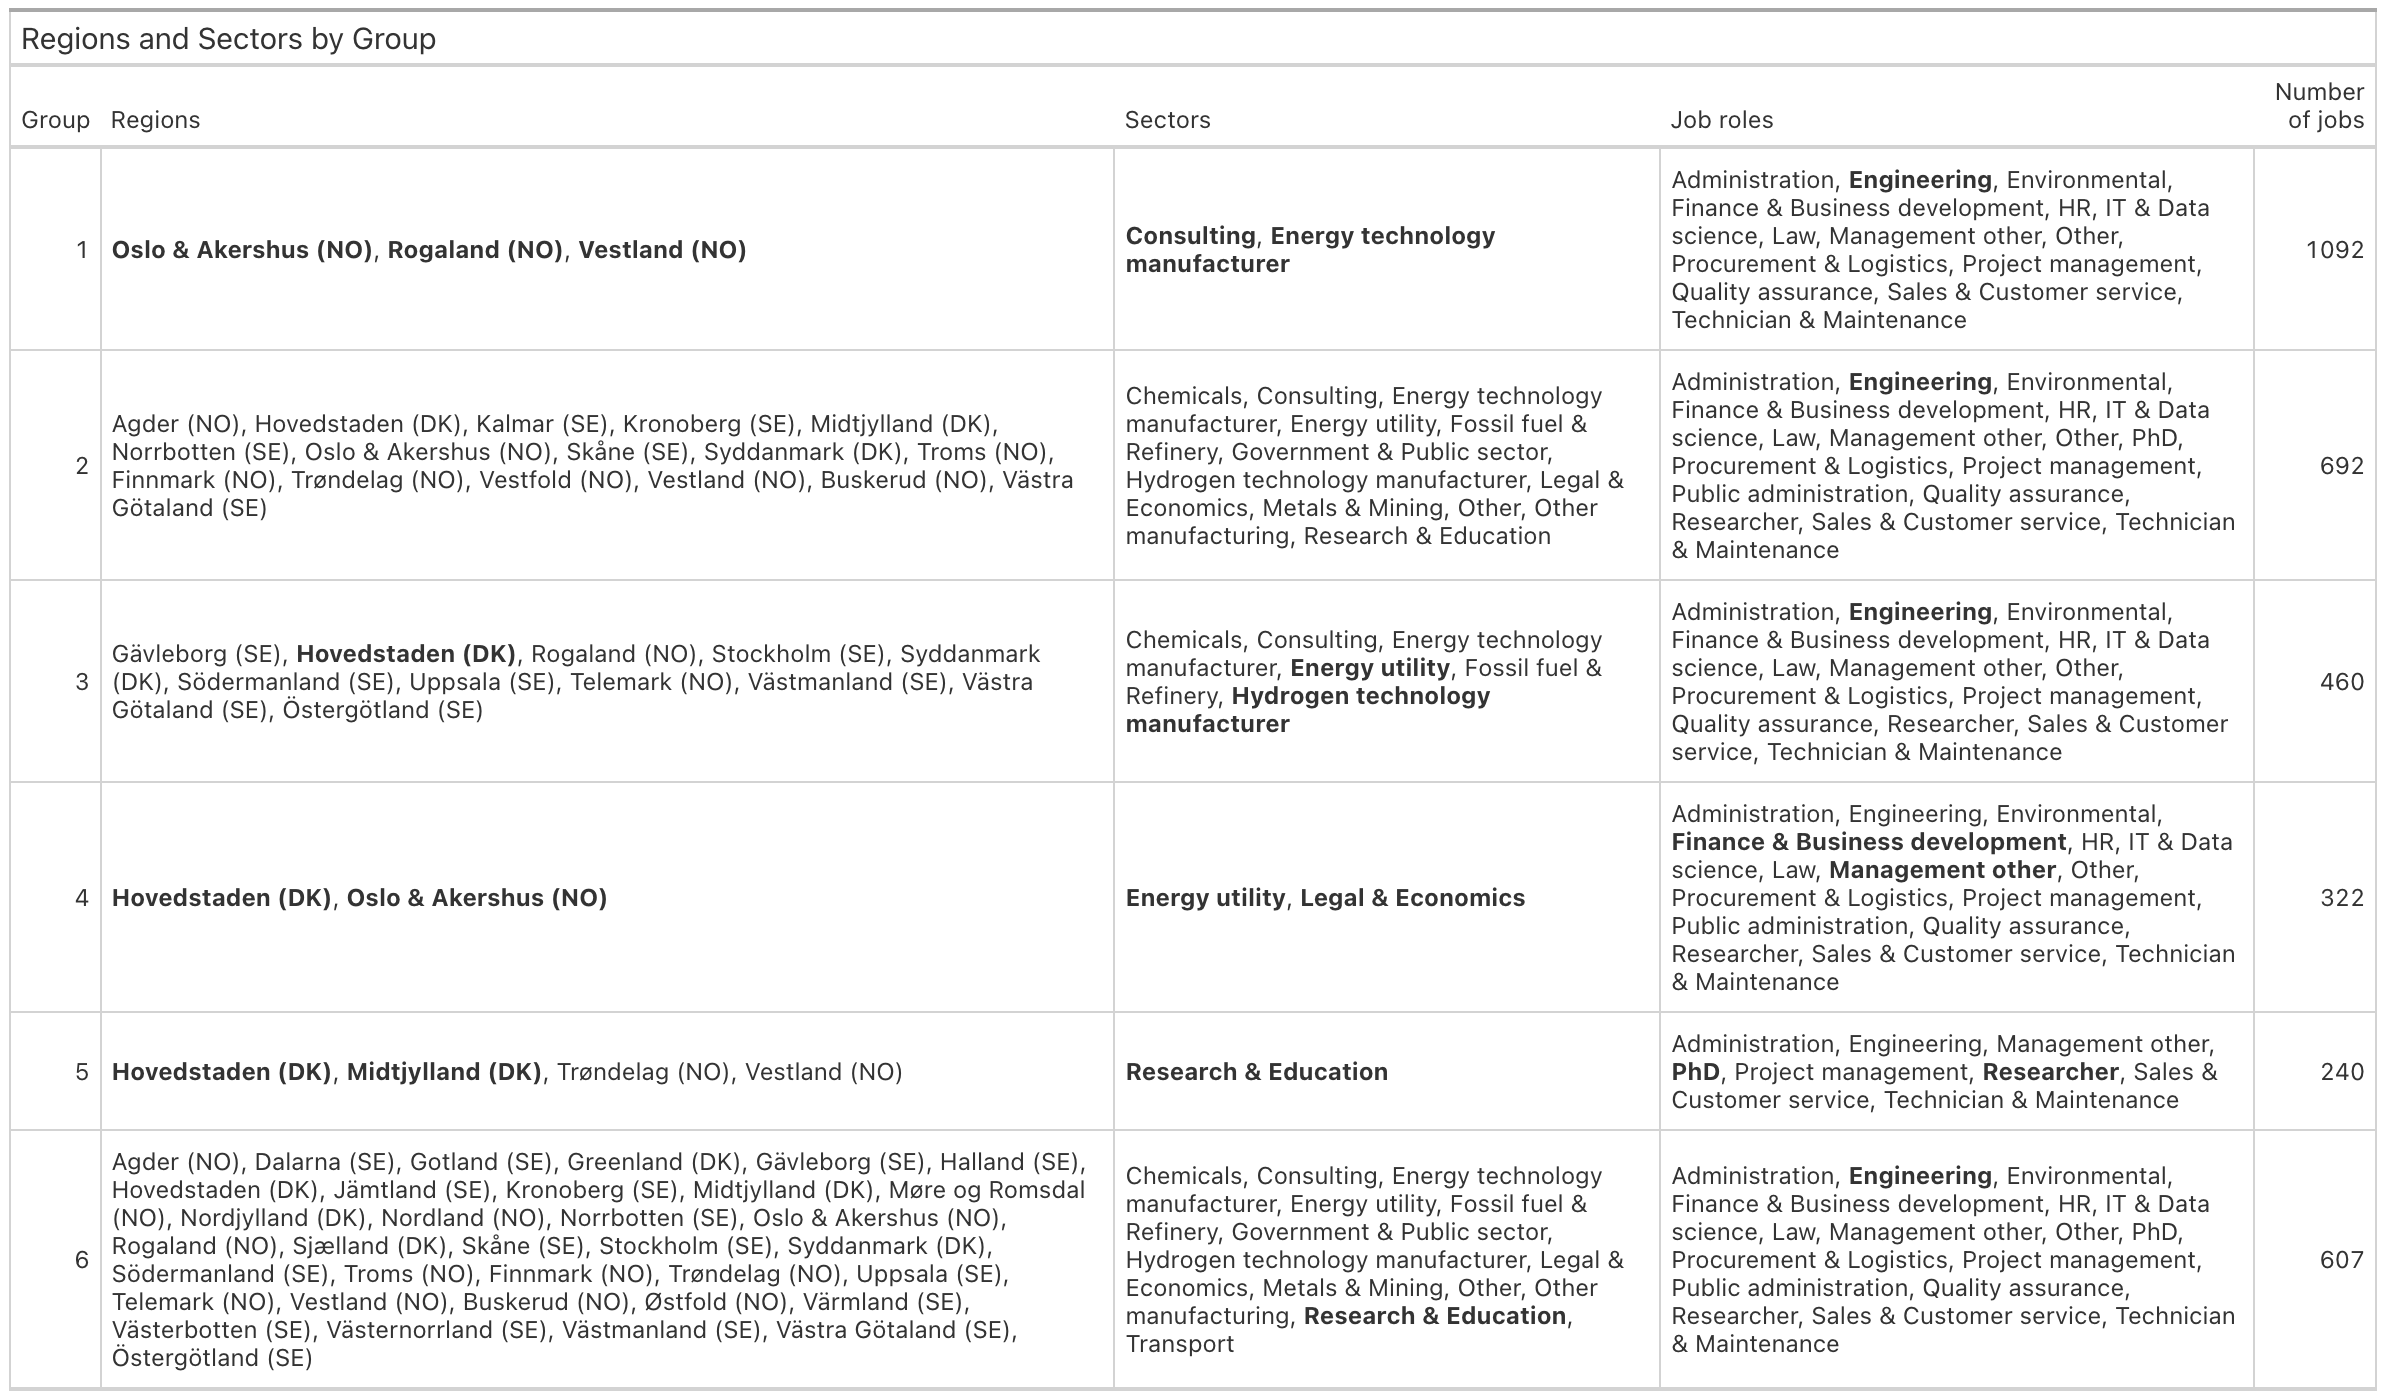 Regions and Sectors by Group
Group Regions Sectors Job roles Number of jobs
1
Oslo & Akershus (NO), Rogaland (NO), Vestland (NO)
Consulting, Energy technology
manufacturer
Administration, Engineering, Environmental,
Finance & Business development, HR, IT & Data
science, Law, Management other, Other,
Procurement & Logistics, Project management,
Quality assurance, Sales & Customer service,
Technician & Maintenance
1092
2
Agder (NO), Hovedstaden (DK), Kalmar (SE), Kronoberg (SE), Midtjylland (DK),
Norrbotten (SE), Oslo & Akershus (NO), Skåne (SE), Syddanmark (DK), Troms (NO),
Finnmark (NO), Trøndelag (NO), Vestfold (NO), Vestland (NO), Buskerud (NO), Västra
Götaland (SE)
Chemicals, Consulting, Energy technology
manufacturer, Energy utility, Fossil fuel &
Refinery, Government & Public sector,
Hydrogen technology manufacturer, Legal &
Economics, Metals & Mining, Other, Other
manufacturing, Research & Education
Administration, Engineering, Environmental,
Finance & Business development, HR, IT & Data
science, Law, Management other, Other, PhD,
Procurement & Logistics, Project management,
Public administration, Quality assurance,
Researcher, Sales & Customer service, Technician
& Maintenance
692
3
Gävleborg (SE), Hovedstaden (DK), Rogaland (NO), Stockholm (SE), Syddanmark
(DK), Södermanland (SE), Uppsala (SE), Telemark (NO), Västmanland (SE), Västra
Götaland (SE), Östergötland (SE)
Chemicals, Consulting, Energy technology
manufacturer, Energy utility, Fossil fuel &
Refinery, Hydrogen technology
manufacturer
Administration, Engineering, Environmental,
Finance & Business development, HR, IT & Data
science, Law, Management other, Other,
Procurement & Logistics, Project management,
Quality assurance, Researcher, Sales & Customer
service, Technician & Maintenance
460
4
Hovedstaden (DK), Oslo & Akershus (NO)
Energy utility, Legal & Economics
Administration, Engineering, Environmental,
Finance & Business development, HR, IT & Data
science, Law, Management other, Other,
Procurement & Logistics, Project management,
Public administration, Quality assurance,
Researcher, Sales & Customer service, Technician
& Maintenance
322
5
Hovedstaden (DK), Midtjylland (DK), Trøndelag (NO), Vestland (NO)
Research & Education
Administration, Engineering, Management other,
PhD, Project management, Researcher, Sales &
Customer service, Technician & Maintenance
240
6
Agder (NO), Dalarna (SE), Gotland (SE), Greenland (DK), Gävleborg (SE), Halland (SE),
Hovedstaden (DK), Jämtland (SE), Kronoberg (SE), Midtjylland (DK), Møre og Romsdal
(NO), Nordjylland (DK), Nordland (NO), Norrbotten (SE), Oslo & Akershus (NO),
Rogaland (NO), Sjælland (DK), Skåne (SE), Stockholm (SE), Syddanmark (DK),
Södermanland (SE), Troms (NO), Finnmark (NO), Trøndelag (NO), Uppsala (SE),
Telemark (NO), Vestland (NO), Buskerud (NO), Østfold (NO), Värmland (SE),
Västerbotten (SE), Västernorrland (SE), Västmanland (SE), Västra Götaland (SE),
Östergötland (SE)
Chemicals, Consulting, Energy technology
manufacturer, Energy utility, Fossil fuel &
Refinery, Government & Public sector,
Hydrogen technology manufacturer, Legal &
Economics, Metals & Mining, Other, Other
manufacturing, Research & Education,
Transport
Administration, Engineering, Environmental,
Finance & Business development, HR, IT & Data
science, Law, Management other, Other, PhD,
Procurement & Logistics, Project management,
Public administration, Quality assurance,
Researcher, Sales & Customer service, Technician
& Maintenance
607